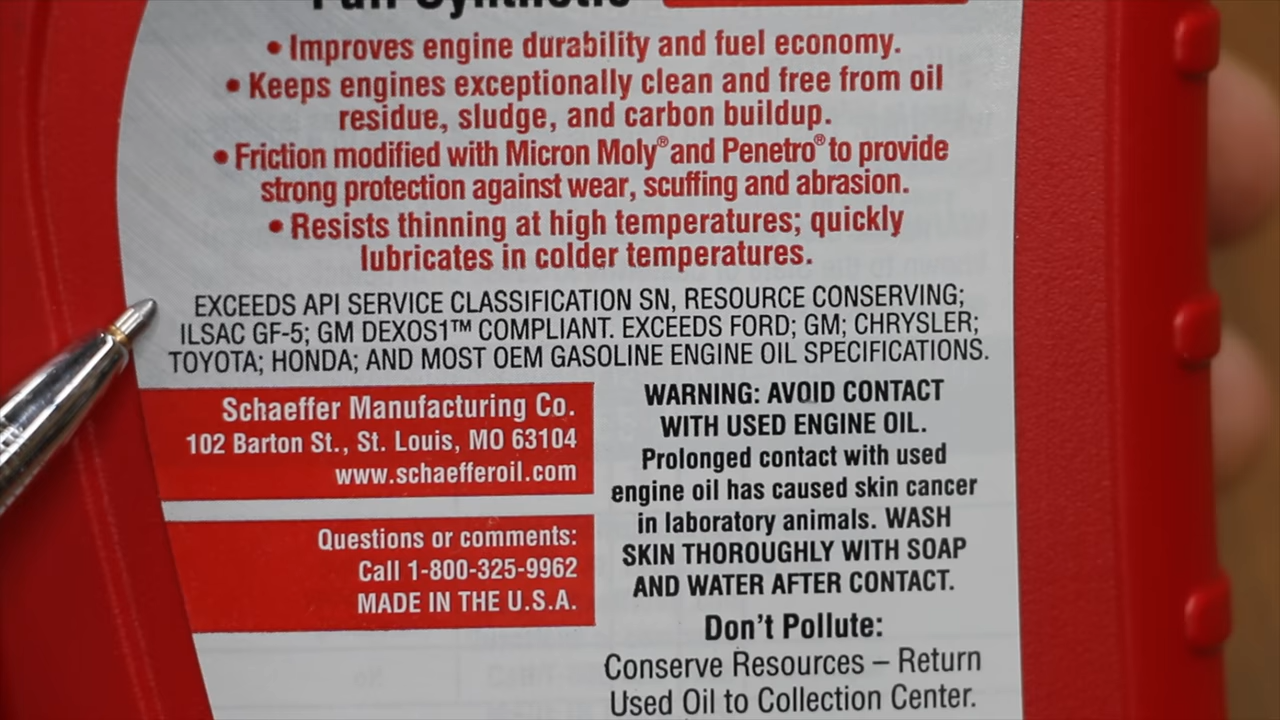 Full Synthetic
• Improves engine durability and fuel economy.
• Keeps engines exceptionally clean and free from oil
residue, sludge, and carbon buildup.
• Friction modified with Micron Moly® and Penetro® to provide
strong protection against wear, scuffing and abrasion.
• Resists thinning at high temperatures; quickly
lubricates in colder temperatures.
EXCEEDS API SERVICE CLASSIFICATION SN, RESOURCE CONSERVING;
ILSAC GF-5; GM DEXOS1™ COMPLIANT. EXCEEDS FORD; GM; CHRYSLER;
TOYOTA; HONDA; AND MOST OEM GASOLINE ENGINE OIL SPECIFICATIONS.
Schaeffer Manufacturing Co.
102 Barton St., St. Louis, MO 63104
www.schaefferoil.com
Questions or comments:
Call 1-800-325-9962
MADE IN THE U.S.A.
WARNING: AVOID CONTACT
WITH USED ENGINE OIL.
Prolonged contact with used
engine oil has caused skin cancer
in laboratory animals. WASH
SKIN THOROUGHLY WITH SOAP
AND WATER AFTER CONTACT.
Don't Pollute:
Conserve Resources – Return
Used Oil to Collection Center.